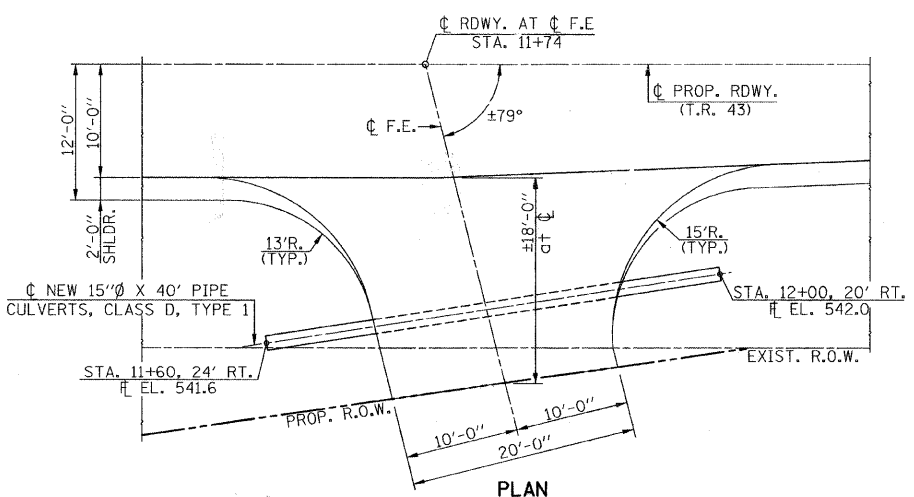 ℄ RDWY. AT ℄ F.E
STA. 11+74
12'-0"
10'-0"
℄ F.E.
±79°
℄ PROP. RDWY.
(T.R. 43)
2'-0"
SHLDR.
13'R.
(TYP.)
±18'-0"
at ℄
15'R.
(TYP.)
℄ NEW 15"Ø X 40' PIPE
CULVERTS, CLASS D, TYPE 1
STA. 12+00, 20' RT.
FL EL. 542.0
STA. 11+60, 24' RT.
FL EL. 541.6
EXIST. R.O.W.
PROP. R.O.W.
10'-0"
10'-0"
20'-0"
PLAN